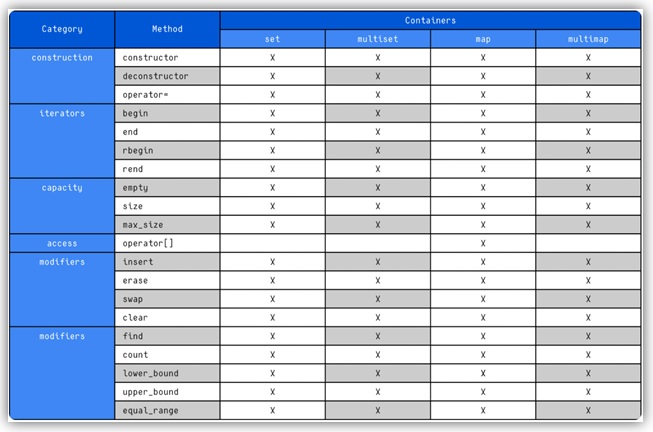 Category Method Containers
set multiset map multimap
construction constructor X X X X
deconstructor X X X X
operator= X X X X
iterators begin X X X X
end X X X X
rbegin X X X X
rend X X X X
capacity empty X X X X
size X X X X
max_size X X X X
access operator[] X
modifiers insert X X X X
erase X X X X
swap X X X X
clear X X X X
modifiers find X X X X
count X X X X
lower_bound X X X X
upper_bound X X X X
equal_range X X X X